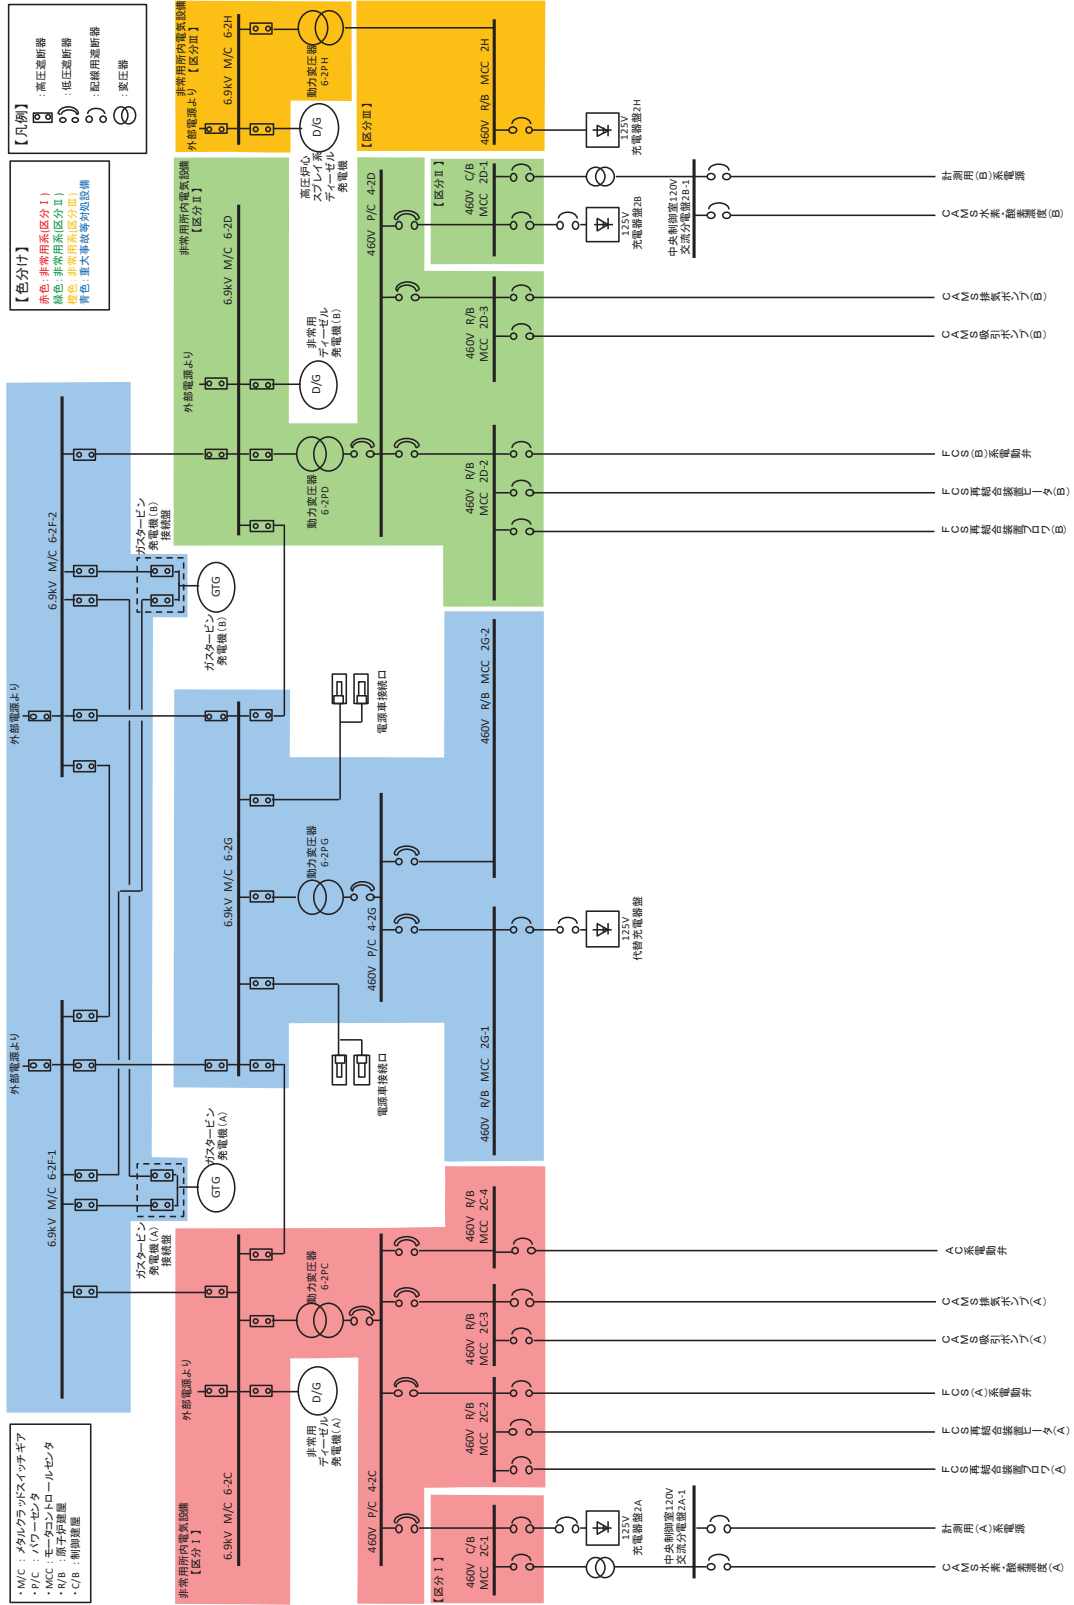 ・M/C ：メタルクラッドスイッチギア
・P/C ：パワーセンタ
・MCC：モータコントロールセンタ
・R/B ：原子炉建屋
・C/B ：制御建屋
【色分け】
赤色：非常用系(区分Ⅰ)
緑色：非常用系(区分Ⅱ)
橙色：非常用系(区分Ⅲ)
青色：重大事故等対処設備
【凡例】
：高圧遮断器
：低圧遮断器
：配線用遮断器
：変圧器
外部電源より
6.9kV M/C 6-2F-1
ガスタービン
発電機(A)
接続盤
GTG
ガスタービン
発電機(A)
外部電源より
6.9kV M/C 6-2F-2
ガスタービン
発電機(B)
接続盤
GTG
ガスタービン
発電機(B)
非常用所内電気設備
【区分Ⅰ】
外部電源より
6.9kV M/C 6-2C
D/G
非常用
ディーゼル
発電機(A)
動力変圧器
6-2PC
460V P/C 4-2C
【区分Ⅰ】
460V C/B
MCC 2C-1
460V R/B
MCC 2C-2
460V R/B
MCC 2C-3
460V R/B
MCC 2C-4
125V
充電器盤2A
中央制御室120V
交流分電盤2A-1
6.9kV M/C 6-2G
電源車接続口
動力変圧器
6-2PG
電源車接続口
460V P/C 4-2G
460V R/B MCC 2G-1
460V R/B MCC 2G-2
125V
代替充電器盤
非常用所内電気設備
【区分Ⅱ】
外部電源より
6.9kV M/C 6-2D
動力変圧器
6-2PD
D/G
非常用
ディーゼル
発電機(B)
460V P/C 4-2D
460V R/B
MCC 2D-2
460V R/B
MCC 2D-3
【区分Ⅱ】
460V C/B
MCC 2D-1
125V
充電器盤2B
中央制御室120V
交流分電盤2B-1
非常用所内電気設備
【区分Ⅲ】
外部電源より
6.9kV M/C 6-2H
D/G
高圧炉心
スプレイ系
ディーゼル
発電機
動力変圧器
6-2PH
【区分Ⅲ】
460V R/B MCC 2H
125V
充電器盤2H
CAMS水素・酸素濃度(A)
計測用(A)系電源
FCS再結合装置ブロワ(A)
FCS再結合装置ヒータ(A)
FCS(A)系電動弁
CAMS吸引ポンプ(A)
CAMS排気ポンプ(A)
AC系電動弁
FCS再結合装置ブロワ(B)
FCS再結合装置ヒータ(B)
FCS(B)系電動弁
CAMS吸引ポンプ(B)
CAMS排気ポンプ(B)
CAMS水素・酸素濃度(B)
計測用(B)系電源